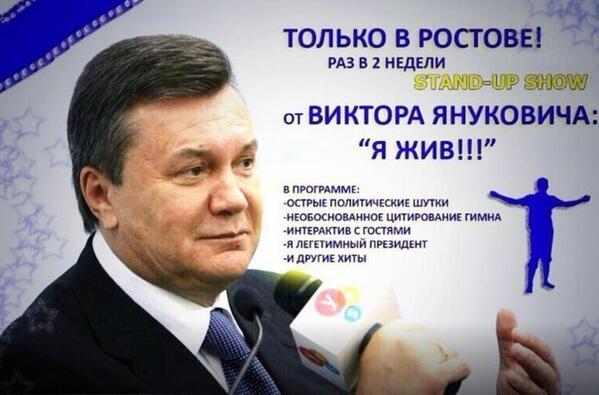 ТОЛЬКО В РОСТОВЕ!
РАЗ В 2 НЕДЕЛИ
STAND-UP SHOW
от ВИКТОРА ЯНУКОВИЧА:
“Я ЖИВ!!!”
В ПРОГРАММЕ:
-ОСТРЫЕ ПОЛИТИЧЕСКИЕ ШУТКИ
-НЕОБОСНОВАННОЕ ЦИТИРОВАНИЕ ГИМНА
-ИНТЕРАКТИВ С ГОСТЯМИ
-Я ЛЕГЕТИМНЫЙ ПРЕЗИДЕНТ
-И ДРУГИЕ ХИТЫ